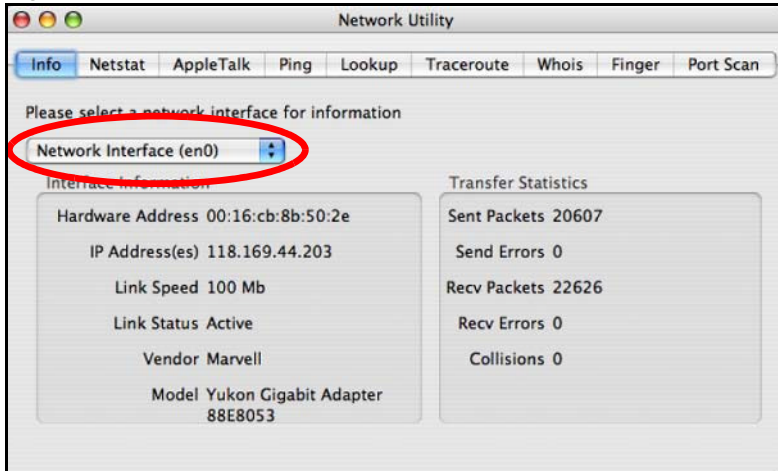 Network Utility
Info Netstat AppleTalk Ping Lookup Traceroute Whois Finger Port Scan
Please select a network interface for information
Network Interface (en0)
Interface Information
Hardware Address 00:16:cb:8b:50:2e
IP Address(es) 118.169.44.203
Link Speed 100 Mb
Link Status Active
Vendor Marvell
Model Yukon Gigabit Adapter
88E8053
Transfer Statistics
Sent Packets 20607
Send Errors 0
Recv Packets 22626
Recv Errors 0
Collisions 0